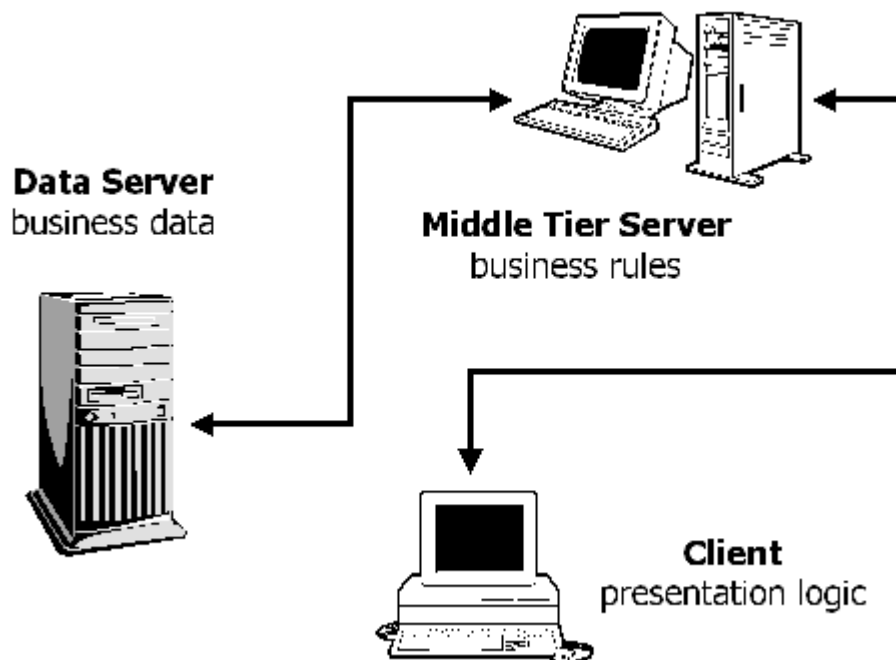 Data Server
business data
Middle Tier Server
business rules
Client
presentation logic